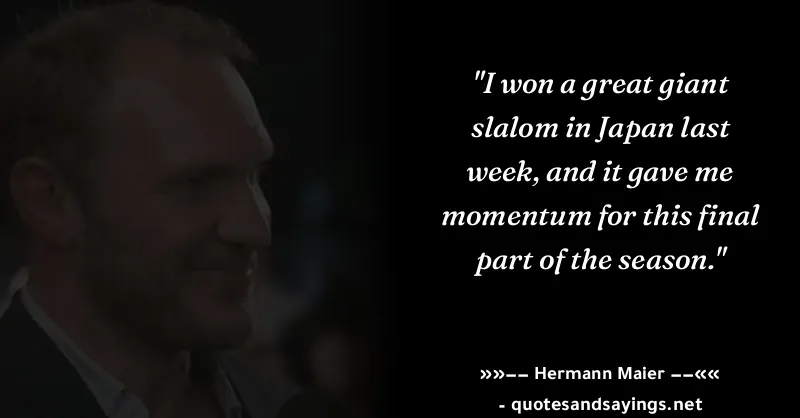 "I won a great giant
slalom in Japan last
week, and it gave me
momentum for this final
part of the season."
»»–– Hermann Maier ––««
- quotesandsayings.net